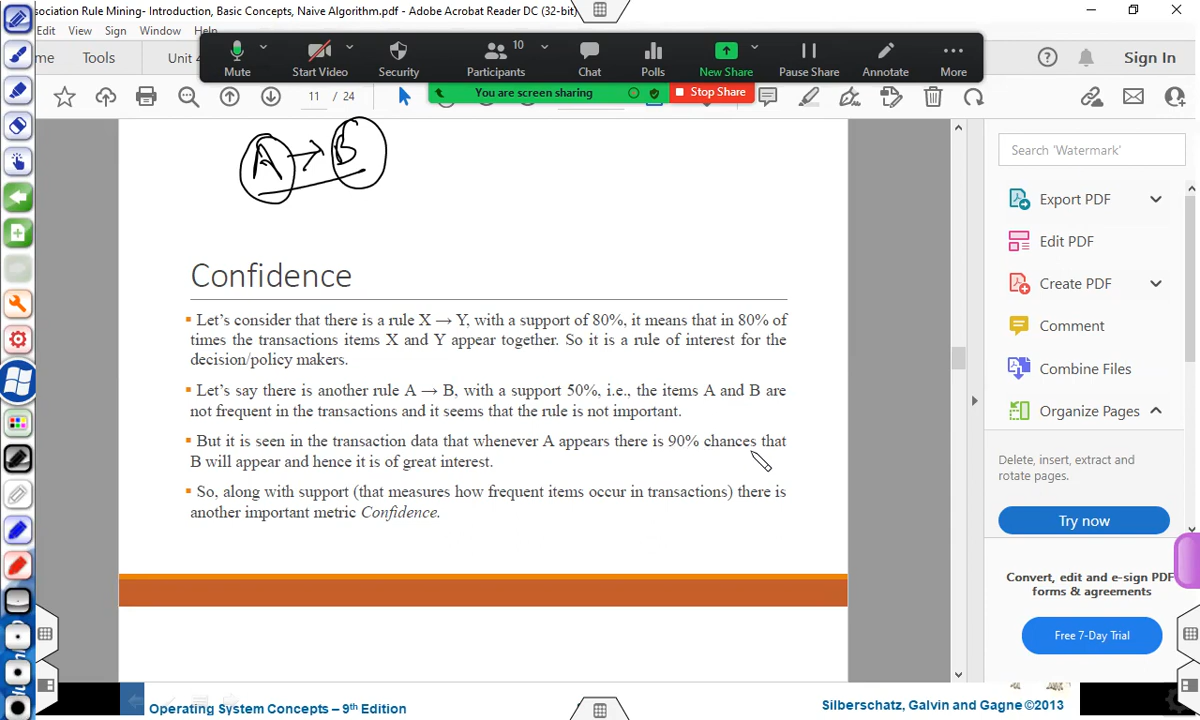 sociation Rule Mining- Introduction, Basic Concepts, Naive Algorithm.pdf - Adobe Acrobat Reader DC (32-bit)
Edit View Sign Window Help
me Tools Unit 4
Mute
Start Video
Security
10
Participants
Chat
Polls
New Share
Pause Share
Annotate
More
You are screen sharing
Stop Share
Sign In
11 / 24
A → B
Confidence
▪ Let's consider that there is a rule X → Y, with a support of 80%, it means that in 80% of
times the transactions items X and Y appear together. So it is a rule of interest for the
decision/policy makers.
▪ Let's say there is another rule A → B, with a support 50%, i.e., the items A and B are
not frequent in the transactions and it seems that the rule is not important.
▪ But it is seen in the transaction data that whenever A appears there is 90% chances that
B will appear and hence it is of great interest.
▪ So, along with support (that measures how frequent items occur in transactions) there is
another important metric Confidence.
Search 'Watermark'
Export PDF
Edit PDF
Create PDF
Comment
Combine Files
Organize Pages
Delete, insert, extract and
rotate pages.
Try now
Convert, edit and e-sign PDF
forms & agreements
Free 7-Day Trial
Operating System Concepts – 9th Edition
Silberschatz, Galvin and Gagne ©2013